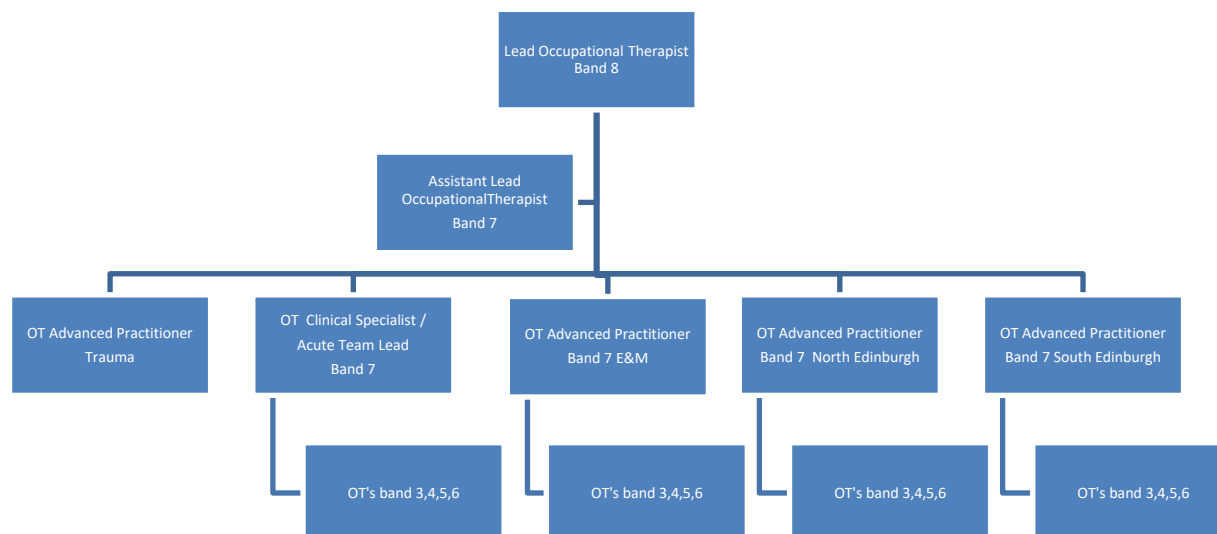 Lead Occupational Therapist
Band 8
Assistant Lead
OccupationalTherapist
Band 7
OT Advanced Practitioner
Trauma
OT Clinical Specialist /
Acute Team Lead
Band 7
OT Advanced Practitioner
Band 7 E&M
OT Advanced Practitioner
Band 7 North Edinburgh
OT Advanced Practitioner
Band 7 South Edinburgh
OT's band 3,4,5,6
OT's band 3,4,5,6
OT's band 3,4,5,6
OT's band 3,4,5,6